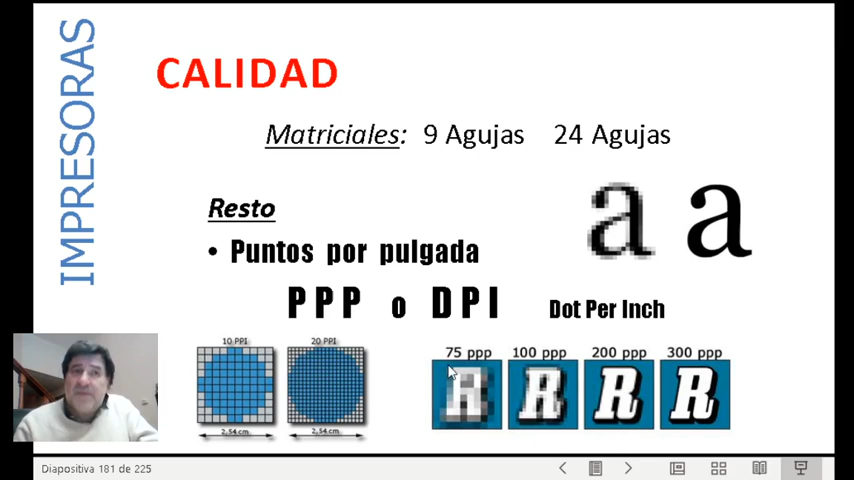 IMPRESORAS
CALIDAD
Matriciales: 9 Agujas 24 Agujas
Resto
• Puntos por pulgada
a a
PPP o DPI Dot Per Inch
10 PPI 20 PPI
2,54 cm 2,54 cm
75 ppp 100 ppp 200 ppp 300 ppp
R R R R
Diapositiva 181 de 225